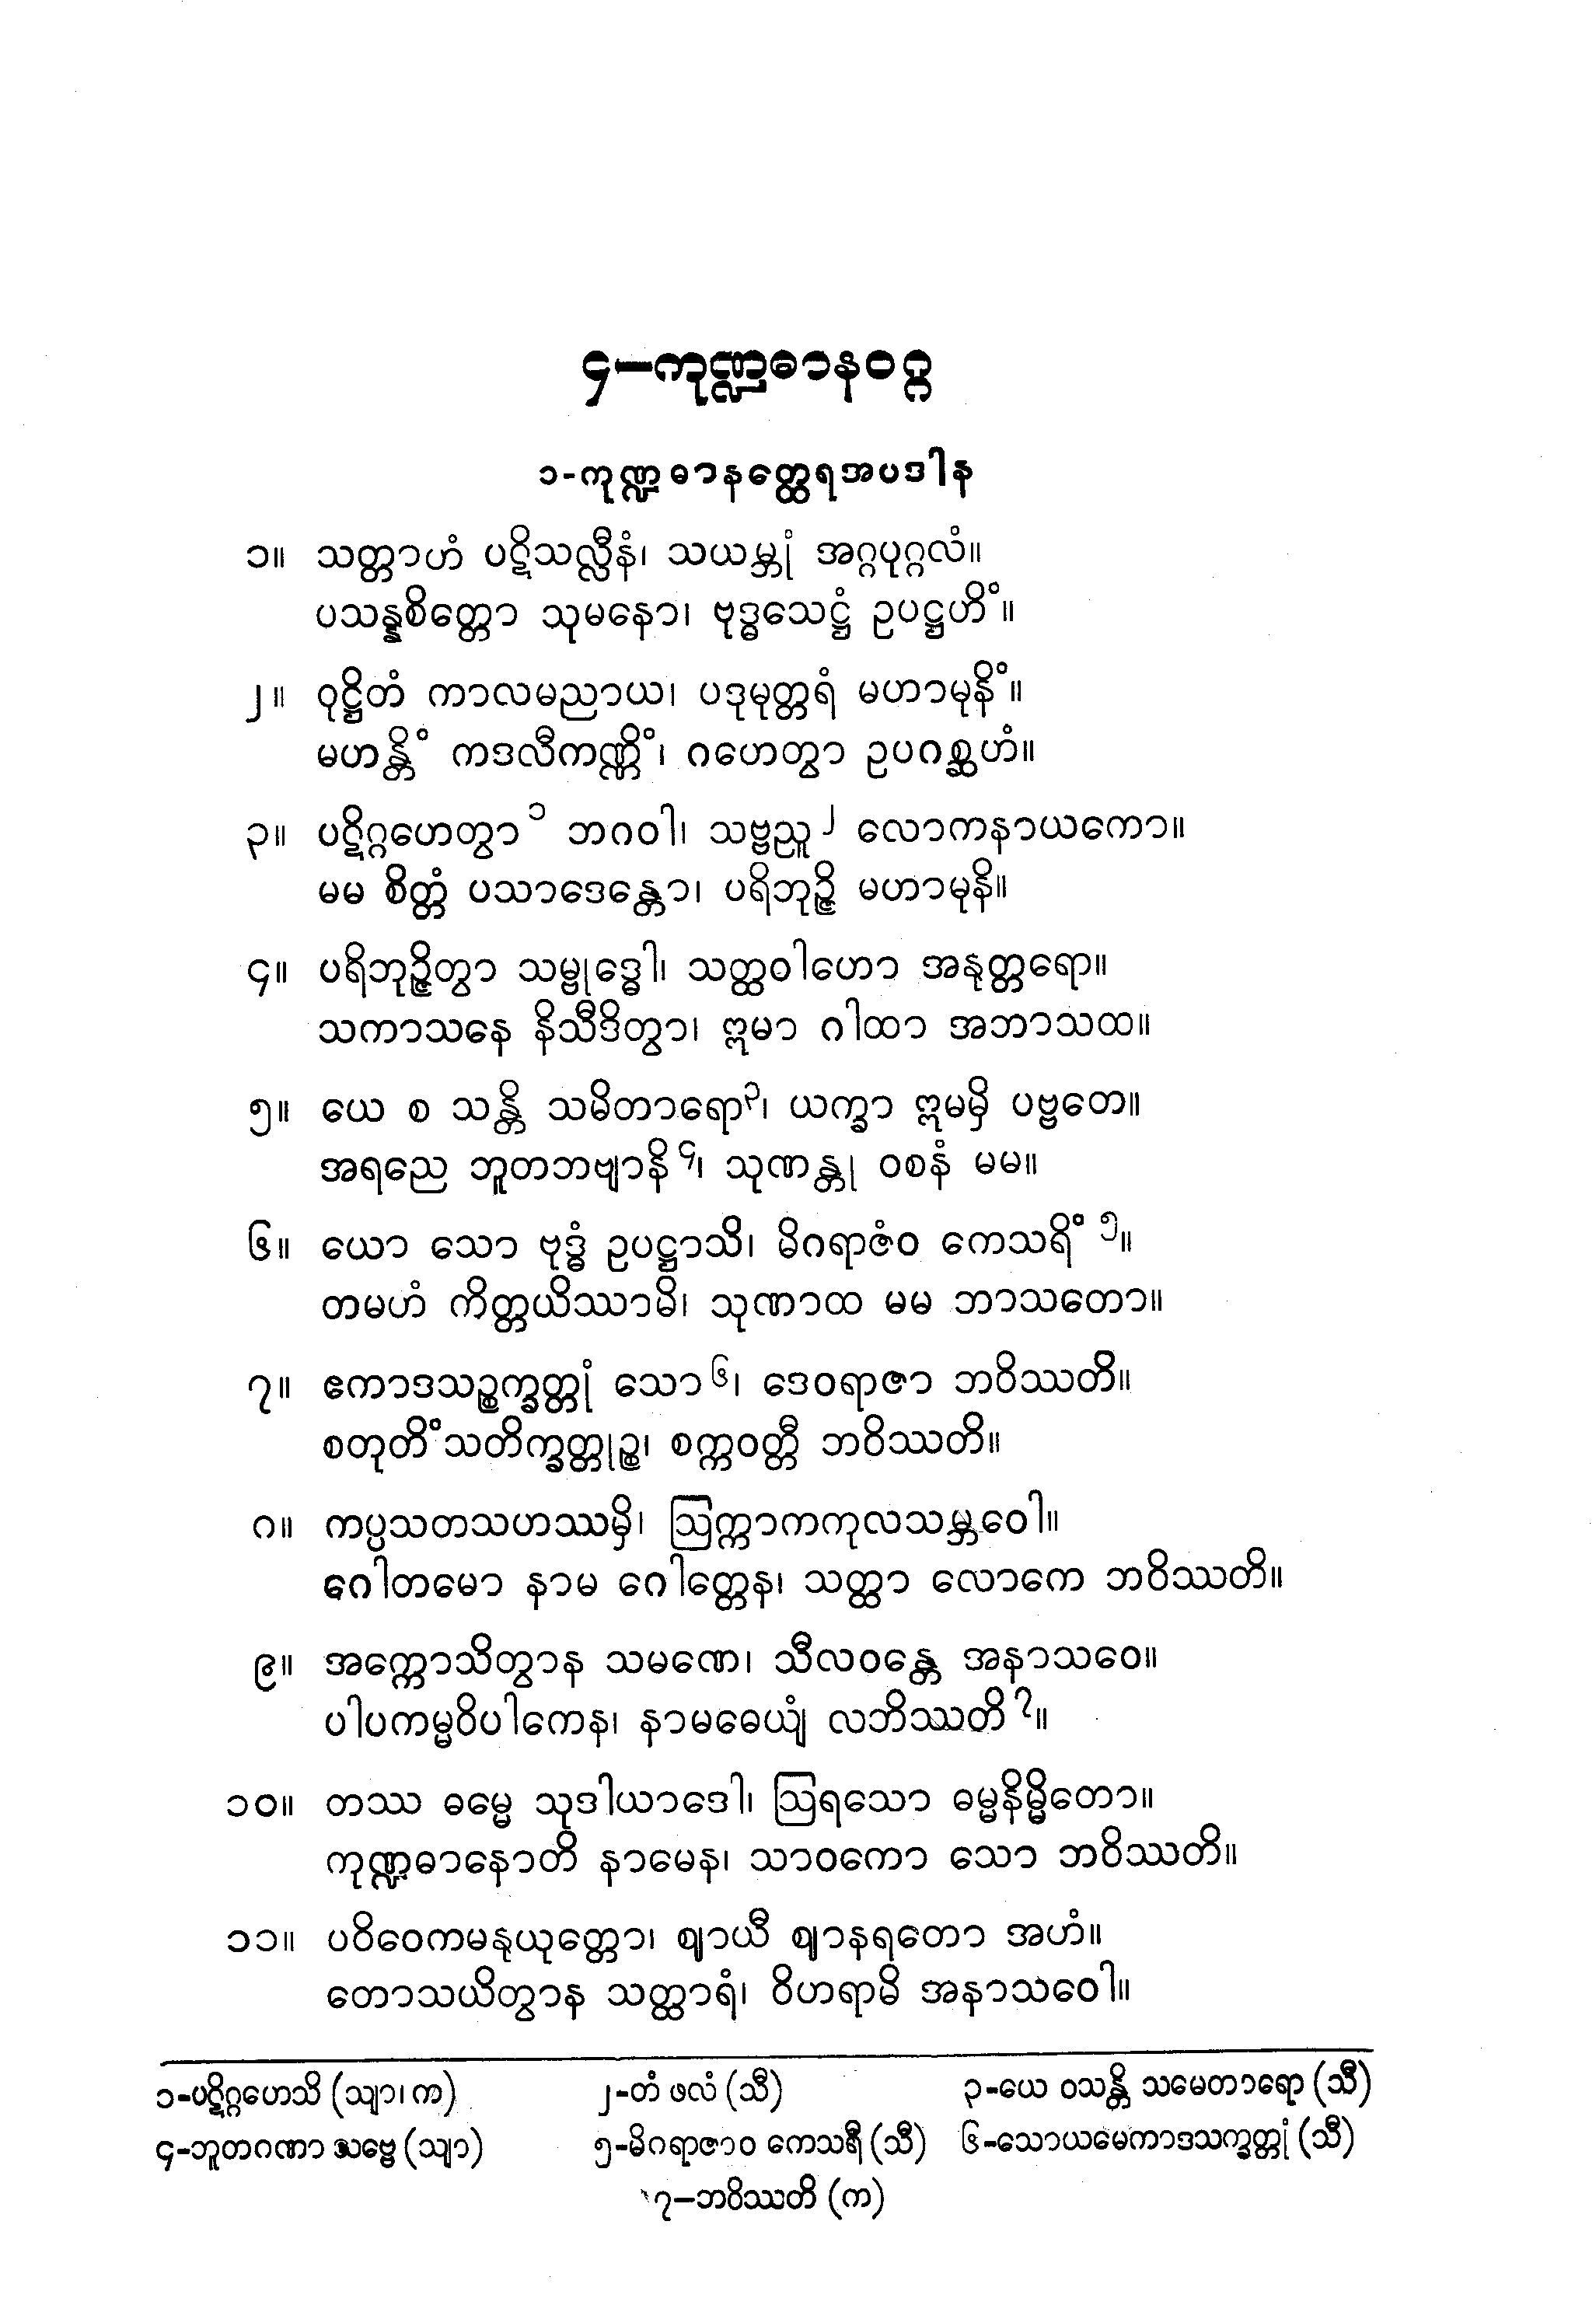 ၄–ကုဏ္ဍဓာနဝဂ္ဂ
၁-ကုဏ္ဍဓာနတ္ထေရအပဒါန
၁။ သတ္တာဟံ ပဋိသလ္လီနံ၊ သယမ္ဘုံ အဂ္ဂပုဂ္ဂလံ။
ပသန္နစိတ္တော သုမနော၊ ဗုဒ္ဓသေဋ္ဌံ ဥပဋ္ဌဟိံ။
၂။ ဝုဋ္ဌိတံ ကာလမညာယ၊ ပဒုမုတ္တရံ မဟာမုနိံ။
မဟန္တိံ ကဒလီကဏ္ဏိံ၊ ဂဟေတွာ ဥပဂစ္ဆဟံ။
၃။ ပဋိဂ္ဂဟေတွာ ၁ ဘဂဝါ၊ သဗ္ဗညူ ၂ လောကနာယကော။
မမ စိတ္တံ ပသာဒေန္တော၊ ပရိဘုဉ္ဇိ မဟာမုနိ။
၄။ ပရိဘုဉ္ဇိတွာ သမ္ဗုဒ္ဓေါ၊ သတ္ထဝါဟော အနုတ္တရော။
သကာသနေ နိသီဒိတွာ၊ ဣမာ ဂါထာ အဘာသထ။
၅။ ယေ စ သန္တိ သမိတာရော၃၊ ယက္ခာ ဣမမှိ ပဗ္ဗတေ။
အရညေ ဘူတဘဗျာနိ ၄၊ သုဏန္တု ဝစနံ မမ။
၆။ ယော သော ဗုဒ္ဓံ ဥပဋ္ဌာသိ၊ မိဂရာဇံဝ ကေသရိံ ၅။
တမဟံ ကိတ္တယိဿာမိ၊ သုဏာထ မမ ဘာသတော။
၇။ ဧကာဒသဉ္စက္ခတ္တုံ သော ၆၊ ဒေဝရာဇာ ဘဝိဿတိ။
စတုတိံသတိက္ခတ္တုဉ္စ၊ စက္ကဝတ္တီ ဘဝိဿတိ။
၈။ ကပ္ပသတသဟဿမှိ၊ ဩက္ကာကကုလသမ္ဘဝေါ။
ဂေါတမော နာမ ဂေါတ္တေန၊ သတ္ထာ လောကေ ဘဝိဿတိ။
၉။ အက္ကောသိတွာန သမဏေ၊ သီလဝန္တေ အနာသဝေ။
ပါပကမ္မဝိပါကေန၊ နာမဓေယျံ လဘိဿတိ ၇။
၁၀။ တဿ ဓမ္မေ သုဒါယာဒေါ၊ ဩရသော ဓမ္မနိမ္မိတော။
ကုဏ္ဍဓာနောတိ နာမေန၊ သာဝကော သော ဘဝိဿတိ။
၁၁။ ပဝိဝေကမနုယုတ္တော၊ ဈာယီ ဈာနရတော အဟံ။
တောသယိတွာန သတ္ထာရံ၊ ဝိဟရာမိ အနာသဝေါ။
၁-ပဋိဂ္ဂဟေသိ (သျာ၊ က) ၂-တံ ဖလံ (သီ) ၃-ယေ ဝသန္တိ သမေတာရော (သီ)
၄-ဘူတဂဏာ သဗ္ဗေ (သျာ) ၅-မိဂရာဇာဝ ကေသရီ (သီ) ၆-သောယမေကာဒသက္ခတ္တုံ (သီ)
၇–ဘဝိဿတိ (က)